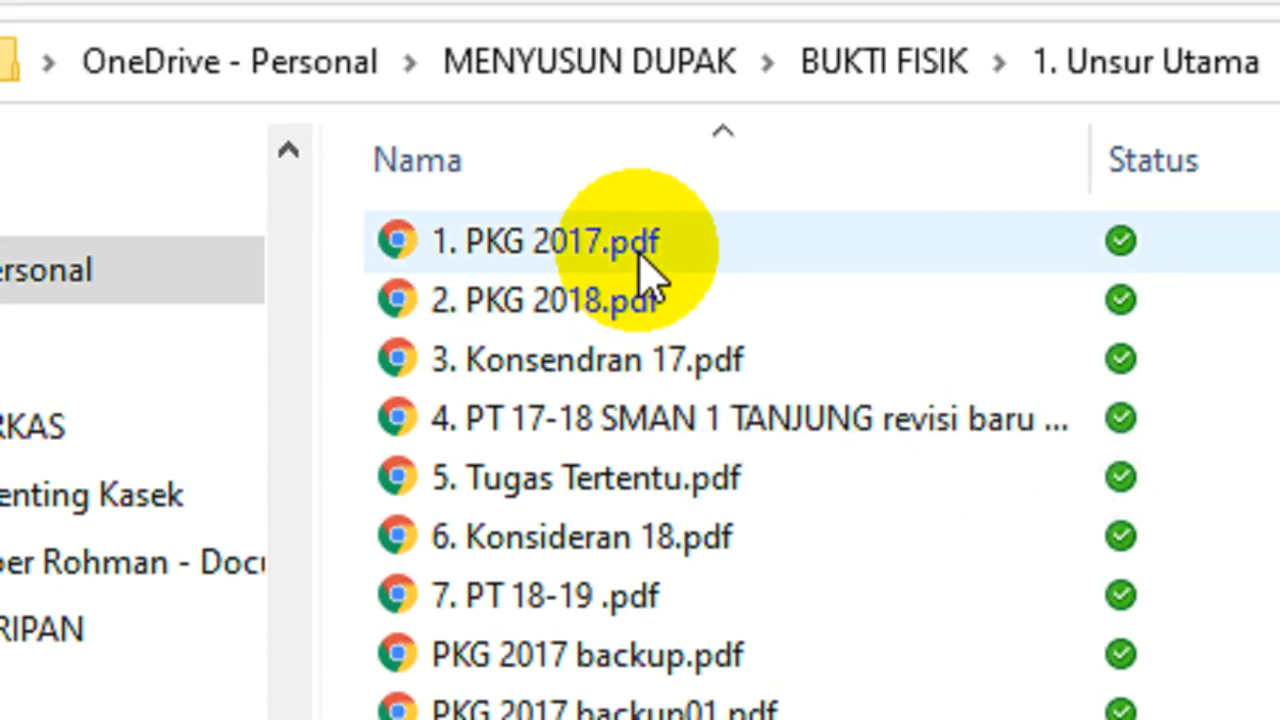 OneDrive - Personal > MENYUSUN DUPAK > BUKTI FISIK > 1. Unsur Utama
Nama Status
ersonal
1. PKG 2017.pdf
2. PKG 2018.pdf
3. Konsendran 17.pdf
RKAS
4. PT 17-18 SMAN 1 TANJUNG revisi baru ...
enting Kasek
5. Tugas Tertentu.pdf
6. Konsideran 18.pdf
per Rohman - Docu
7. PT 18-19 .pdf
RIPAN
PKG 2017 backup.pdf
PKG 2017 backup01.pdf